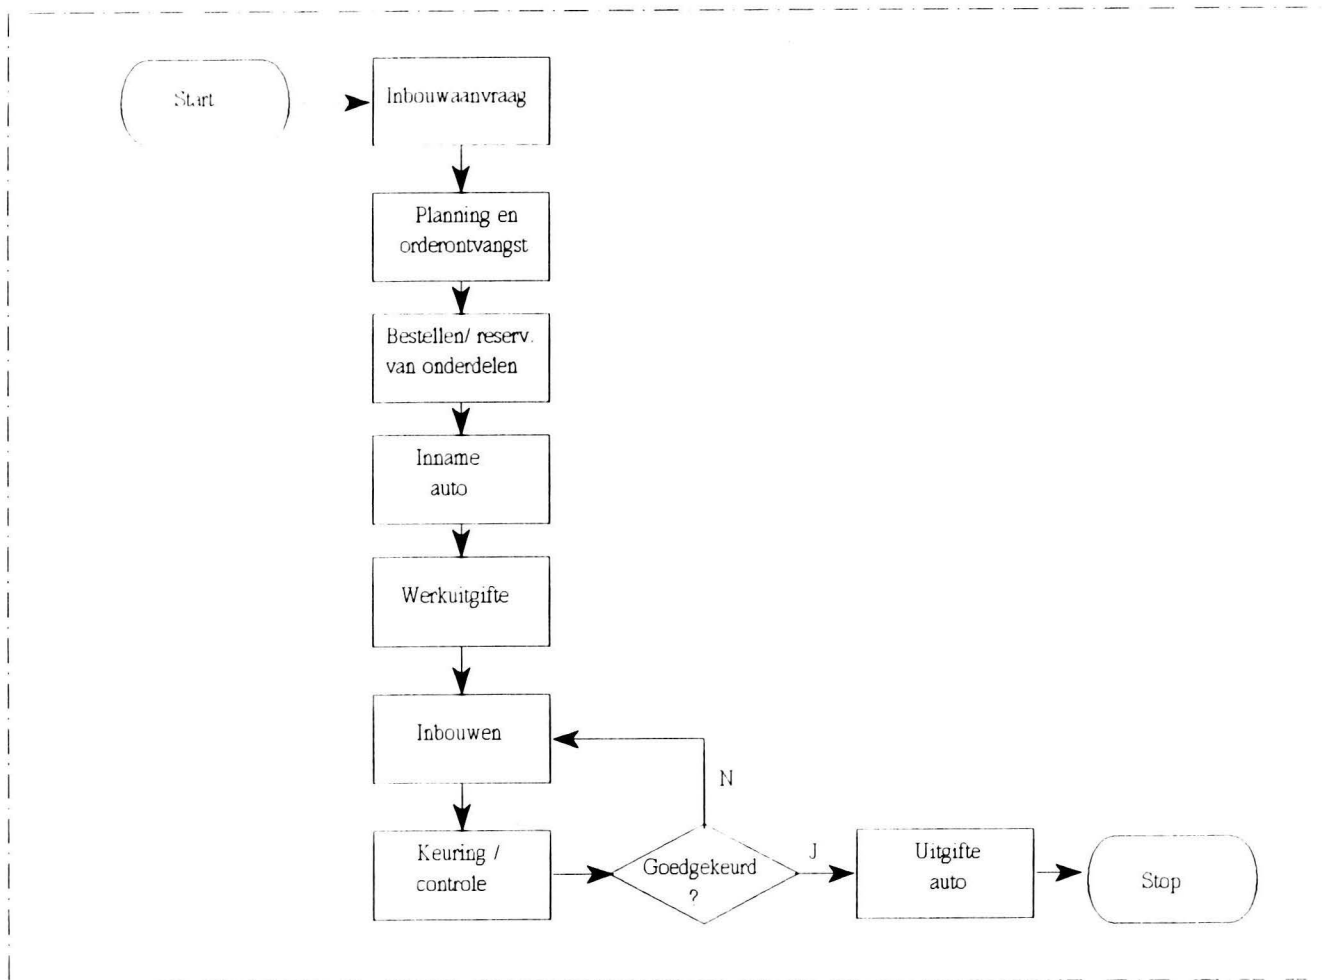 Start
Inbouwaanvraag
Planning en
orderontvangst
Bestellen/ reserv.
van onderdelen
Inname
auto
Werkuitgifte
Inbouwen
N
Keuring /
controle
Goedgekeurd
?
J
Uitgifte
auto
Stop